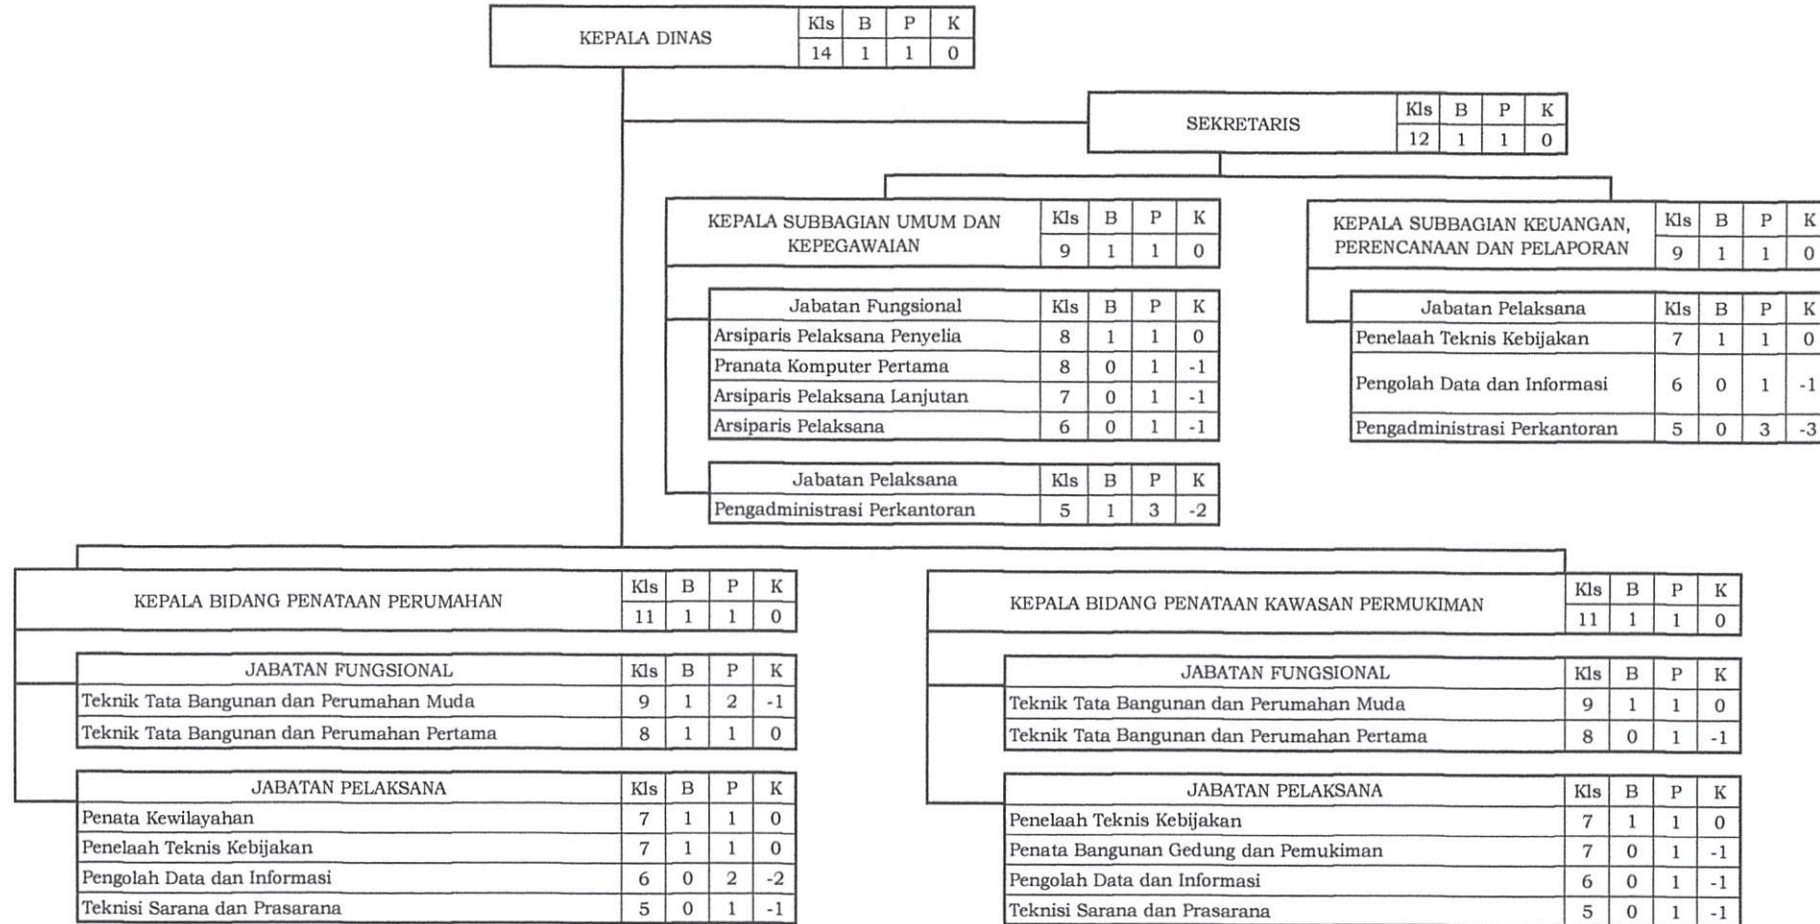 KEPALA DINAS
Kls B P K
14 1 1 0
SEKRETARIS
Kls B P K
12 1 1 0
KEPALA SUBBAGIAN UMUM DAN
KEPEGAWAIAN
Kls B P K
9 1 1 0
Jabatan Fungsional Kls B P K
Arsiparis Pelaksana Penyelia 8 1 1 0
Pranata Komputer Pertama 8 0 1 -1
Arsiparis Pelaksana Lanjutan 7 0 1 -1
Arsiparis Pelaksana 6 0 1 -1
Jabatan Pelaksana Kls B P K
Pengadministrasi Perkantoran 5 1 3 -2
KEPALA SUBBAGIAN KEUANGAN,
PERENCANAAN DAN PELAPORAN
Kls B P K
9 1 1 0
Jabatan Pelaksana Kls B P K
Penelaah Teknis Kebijakan 7 1 1 0
Pengolah Data dan Informasi 6 0 1 -1
Pengadministrasi Perkantoran 5 0 3 -3
KEPALA BIDANG PENATAAN PERUMAHAN
Kls B P K
11 1 1 0
JABATAN FUNGSIONAL Kls B P K
Teknik Tata Bangunan dan Perumahan Muda 9 1 2 -1
Teknik Tata Bangunan dan Perumahan Pertama 8 1 1 0
JABATAN PELAKSANA Kls B P K
Penata Kewilayahan 7 1 1 0
Penelaah Teknis Kebijakan 7 1 1 0
Pengolah Data dan Informasi 6 0 2 -2
Teknisi Sarana dan Prasarana 5 0 1 -1
KEPALA BIDANG PENATAAN KAWASAN PERMUKIMAN
Kls B P K
11 1 1 0
JABATAN FUNGSIONAL Kls B P K
Teknik Tata Bangunan dan Perumahan Muda 9 1 1 0
Teknik Tata Bangunan dan Perumahan Pertama 8 0 1 -1
JABATAN PELAKSANA Kls B P K
Penelaah Teknis Kebijakan 7 1 1 0
Penata Bangunan Gedung dan Pemukiman 7 0 1 -1
Pengolah Data dan Informasi 6 0 1 -1
Teknisi Sarana dan Prasarana 5 0 1 -1